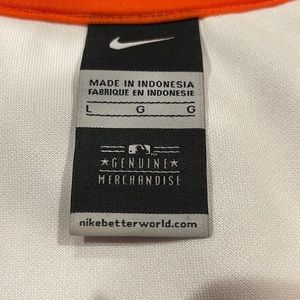 MADE IN INDONESIA
FABRIQUE EN INDONESIE
L G G
GENUINE
MERCHANDISE
nikebetterworld.com